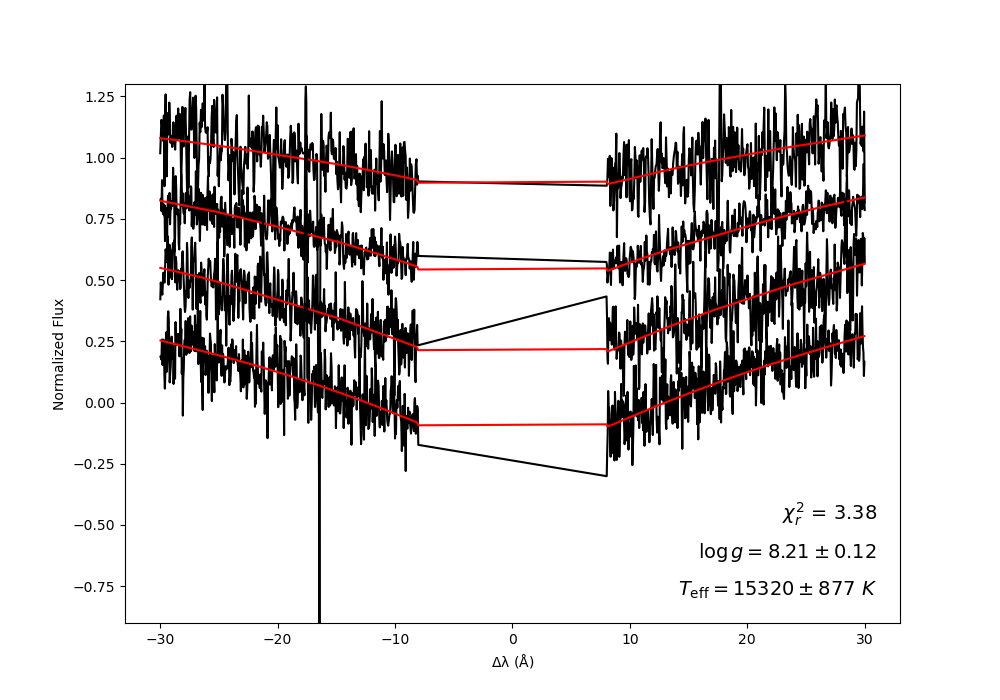 1.25
1.00
0.75
0.50
0.25
0.00
−0.25
−0.50
−0.75
Normalized Flux
χ²ᵣ = 3.38
log g = 8.21 ± 0.12
T_eff = 15320 ± 877 K
−30 −20 −10 0 10 20 30
Δλ (Å)